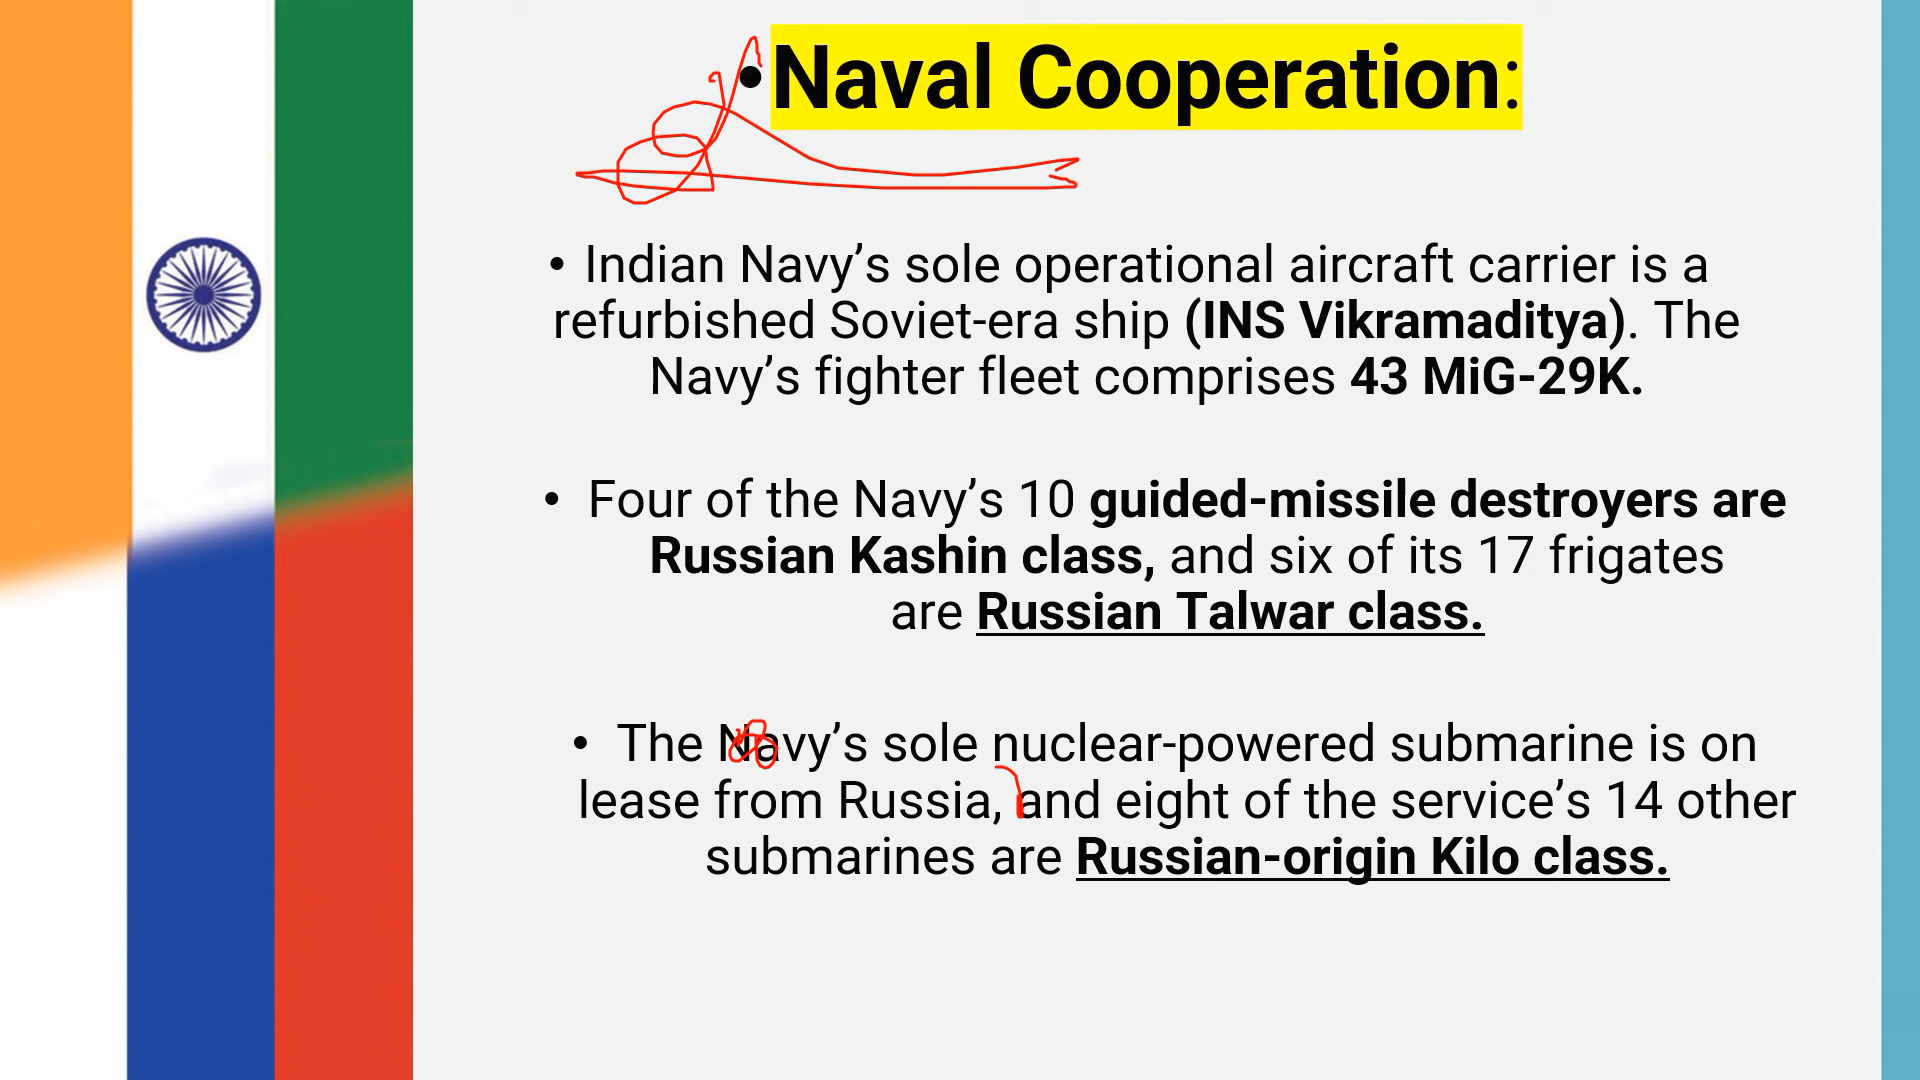 • Naval Cooperation:
• Indian Navy’s sole operational aircraft carrier is a
refurbished Soviet-era ship (INS Vikramaditya). The
Navy’s fighter fleet comprises 43 MiG-29K.
• Four of the Navy’s 10 guided-missile destroyers are
Russian Kashin class, and six of its 17 frigates
are Russian Talwar class.
• The Navy’s sole nuclear-powered submarine is on
lease from Russia, and eight of the service’s 14 other
submarines are Russian-origin Kilo class.